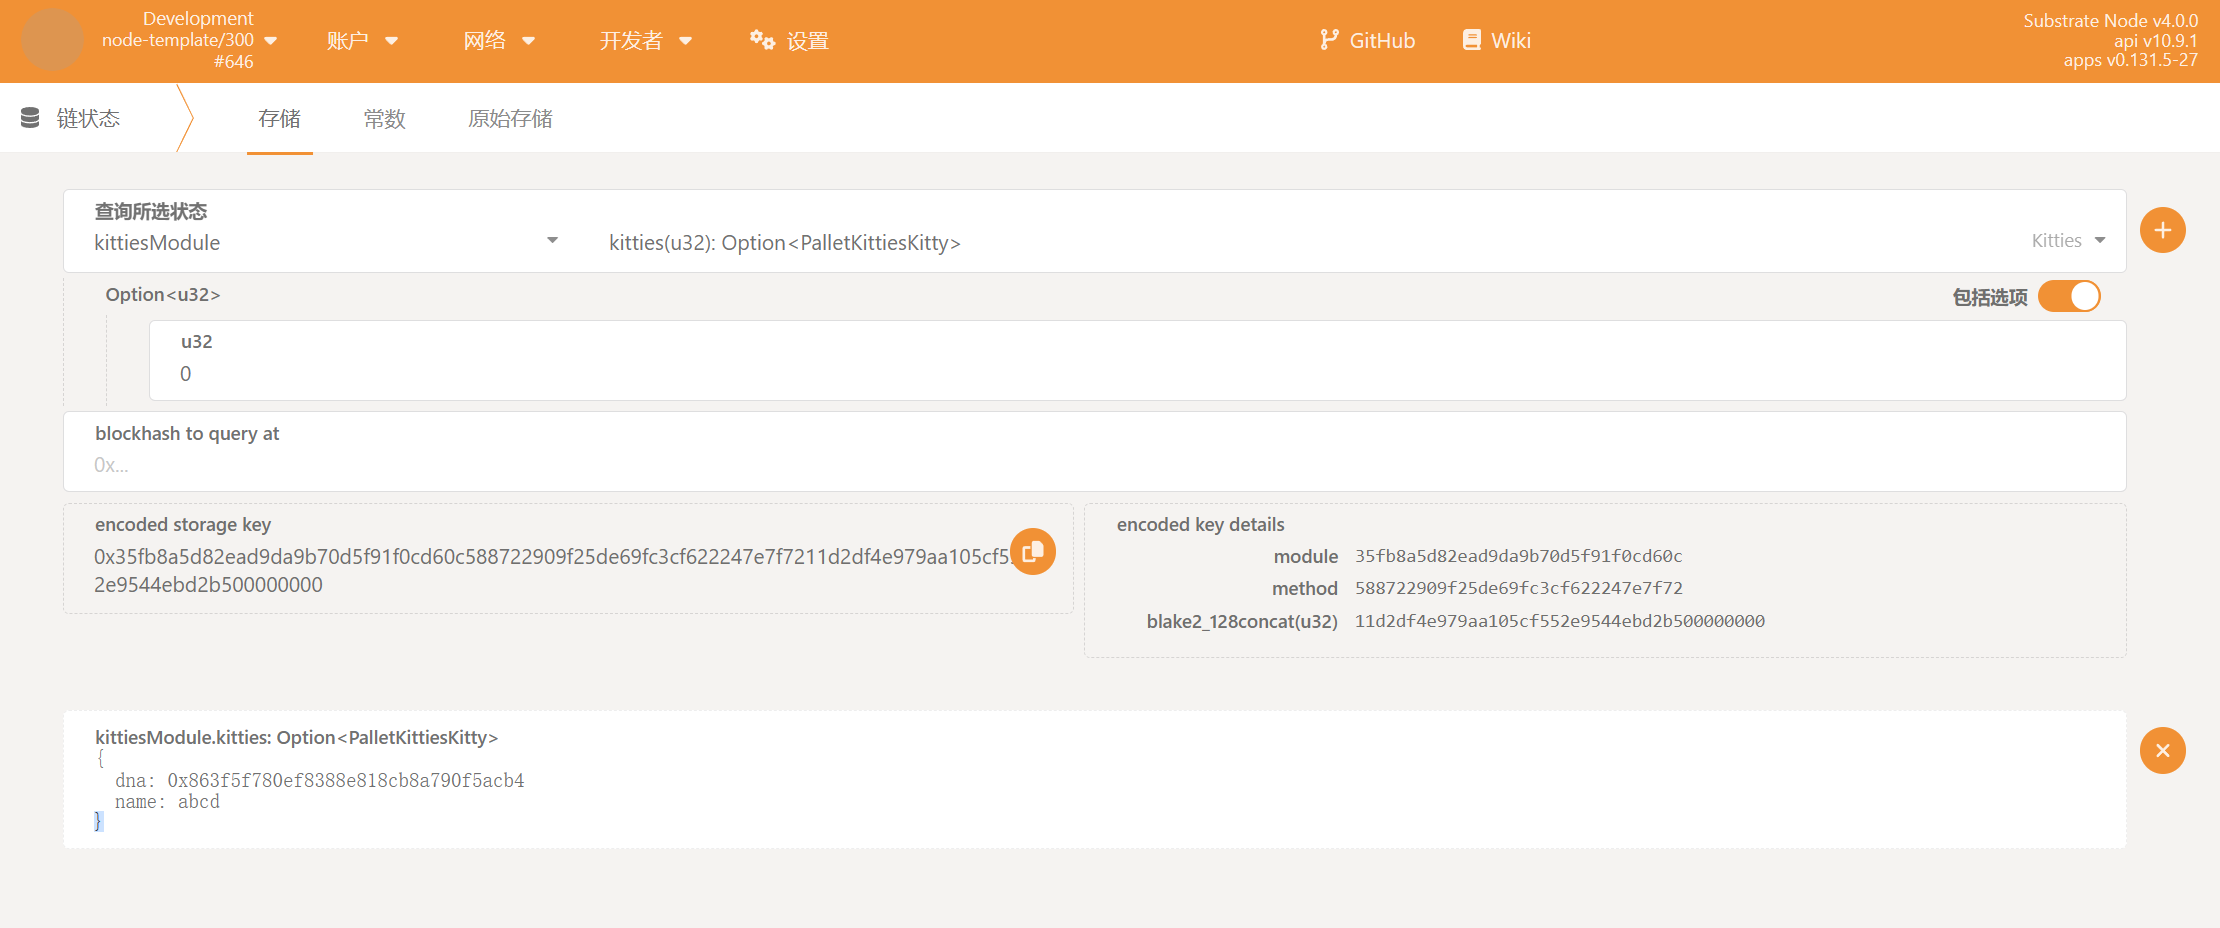 Development
node-template/300
#646
账户
网络
开发者
设置
GitHub
Wiki
Substrate Node v4.0.0
api v10.9.1
apps v0.131.5-27
链状态
存储
常数
原始存储
查询所选状态
kittiesModule
kitties(u32): Option<PalletKittiesKitty>
Kitties
Option<u32>
包括选项
u32
0
blockhash to query at
0x...
encoded storage key
0x35fb8a5d82ead9da9b70d5f91f0cd60c588722909f25de69fc3cf622247e7f7211d2df4e979aa105cf5
2e9544ebd2b500000000
encoded key details
module 35fb8a5d82ead9da9b70d5f91f0cd60c
method 588722909f25de69fc3cf622247e7f72
blake2_128concat(u32) 11d2df4e979aa105cf552e9544ebd2b500000000
kittiesModule.kitties: Option<PalletKittiesKitty>
{
dna: 0x863f5f780ef8388e818cb8a790f5acb4
name: abcd
}